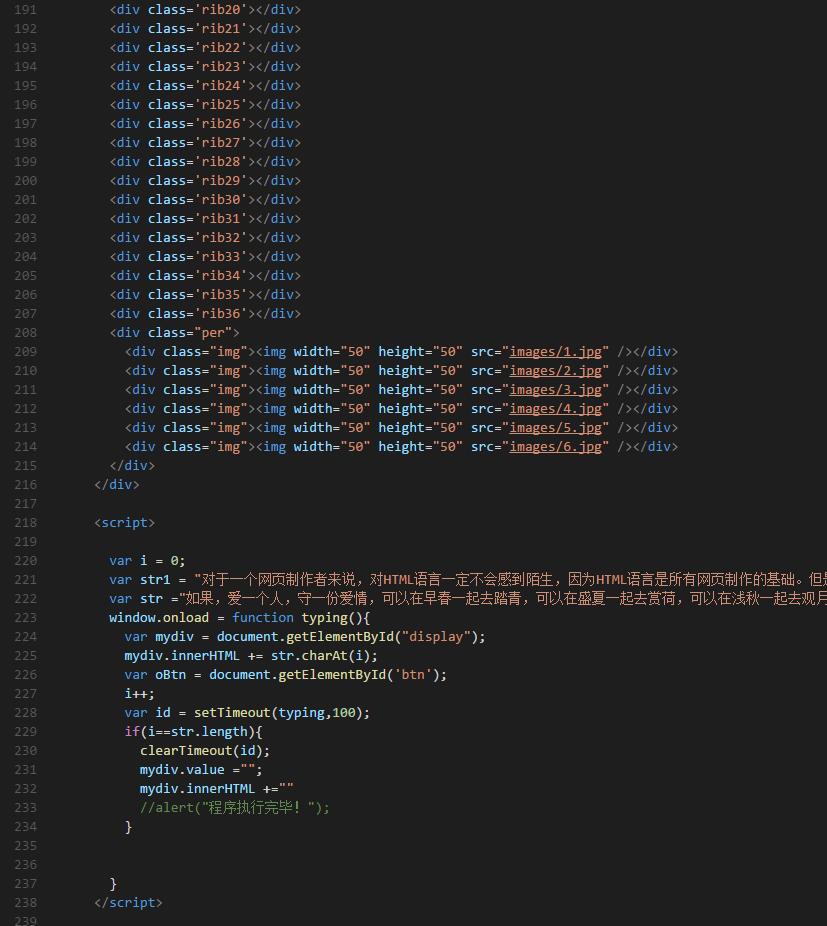 191 <div class='rib20'></div>
192 <div class='rib21'></div>
193 <div class='rib22'></div>
194 <div class='rib23'></div>
195 <div class='rib24'></div>
196 <div class='rib25'></div>
197 <div class='rib26'></div>
198 <div class='rib27'></div>
199 <div class='rib28'></div>
200 <div class='rib29'></div>
201 <div class='rib30'></div>
202 <div class='rib31'></div>
203 <div class='rib32'></div>
204 <div class='rib33'></div>
205 <div class='rib34'></div>
206 <div class='rib35'></div>
207 <div class='rib36'></div>
208 <div class="per">
209 <div class="img"><img width="50" height="50" src="images/1.jpg" /></div>
210 <div class="img"><img width="50" height="50" src="images/2.jpg" /></div>
211 <div class="img"><img width="50" height="50" src="images/3.jpg" /></div>
212 <div class="img"><img width="50" height="50" src="images/4.jpg" /></div>
213 <div class="img"><img width="50" height="50" src="images/5.jpg" /></div>
214 <div class="img"><img width="50" height="50" src="images/6.jpg" /></div>
215 </div>
216 </div>
217
218 <script>
219
220 var i = 0;
221 var str1 = "对于一个网页制作者来说，对HTML语言一定不会感到陌生，因为HTML语言是所有网页制作的基础。但是
222 var str ="如果，爱一个人，守一份爱情，可以在早春一起去踏青，可以在盛夏一起去赏荷，可以在浅秋一起去观月
223 window.onload = function typing(){
224 var mydiv = document.getElementById("display");
225 mydiv.innerHTML += str.charAt(i);
226 var oBtn = document.getElementById('btn');
227 i++;
228 var id = setTimeout(typing,100);
229 if(i==str.length){
230 clearTimeout(id);
231 mydiv.value ="";
232 mydiv.innerHTML +=""
233 //alert("程序执行完毕！");
234 }
235
236
237 }
238 </script>
239